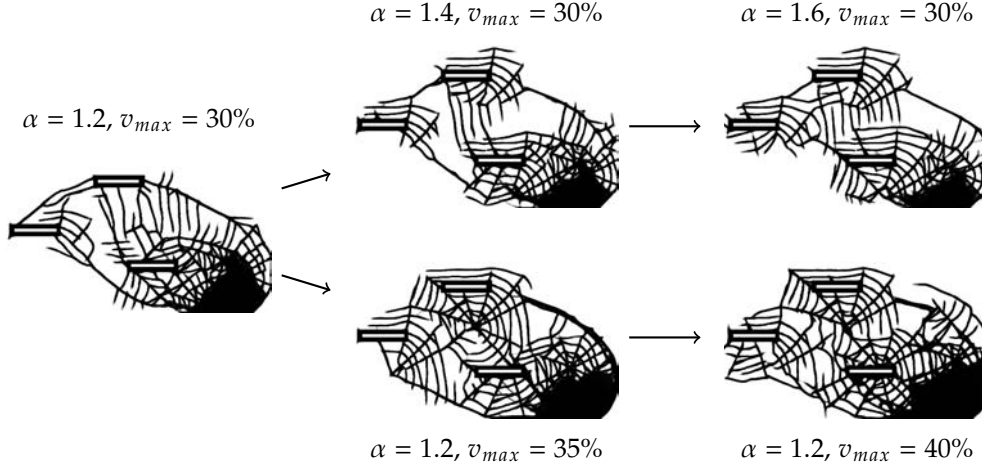 α = 1.4, v_max = 30%
α = 1.6, v_max = 30%
α = 1.2, v_max = 30%
α = 1.2, v_max = 35%
α = 1.2, v_max = 40%